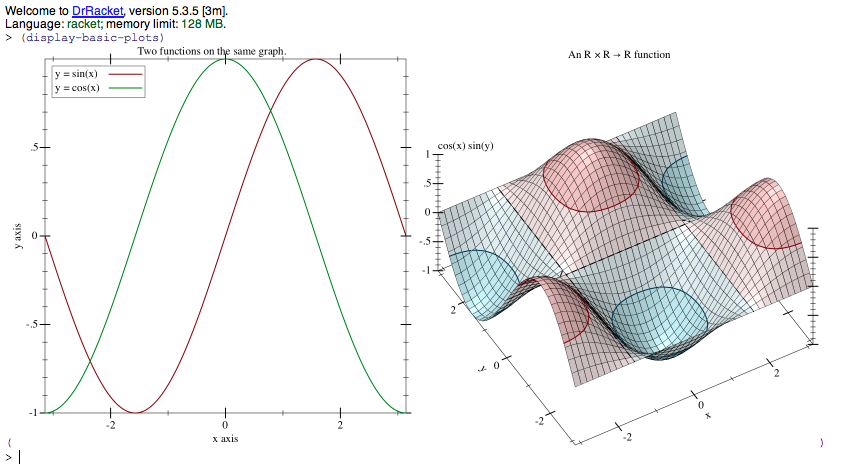 Welcome to DrRacket, version 5.3.5 [3m].
Language: racket; memory limit: 128 MB.
> (display-basic-plots)
Two functions on the same graph.
y = sin(x)
y = cos(x)
.5
0
-.5
-1
y axis
-2
0
2
x axis
An R × R → R function
cos(x) sin(y)
1
.5
0
-.5
-1
2
0
-2
y
-2
0
2
x
(
)
>